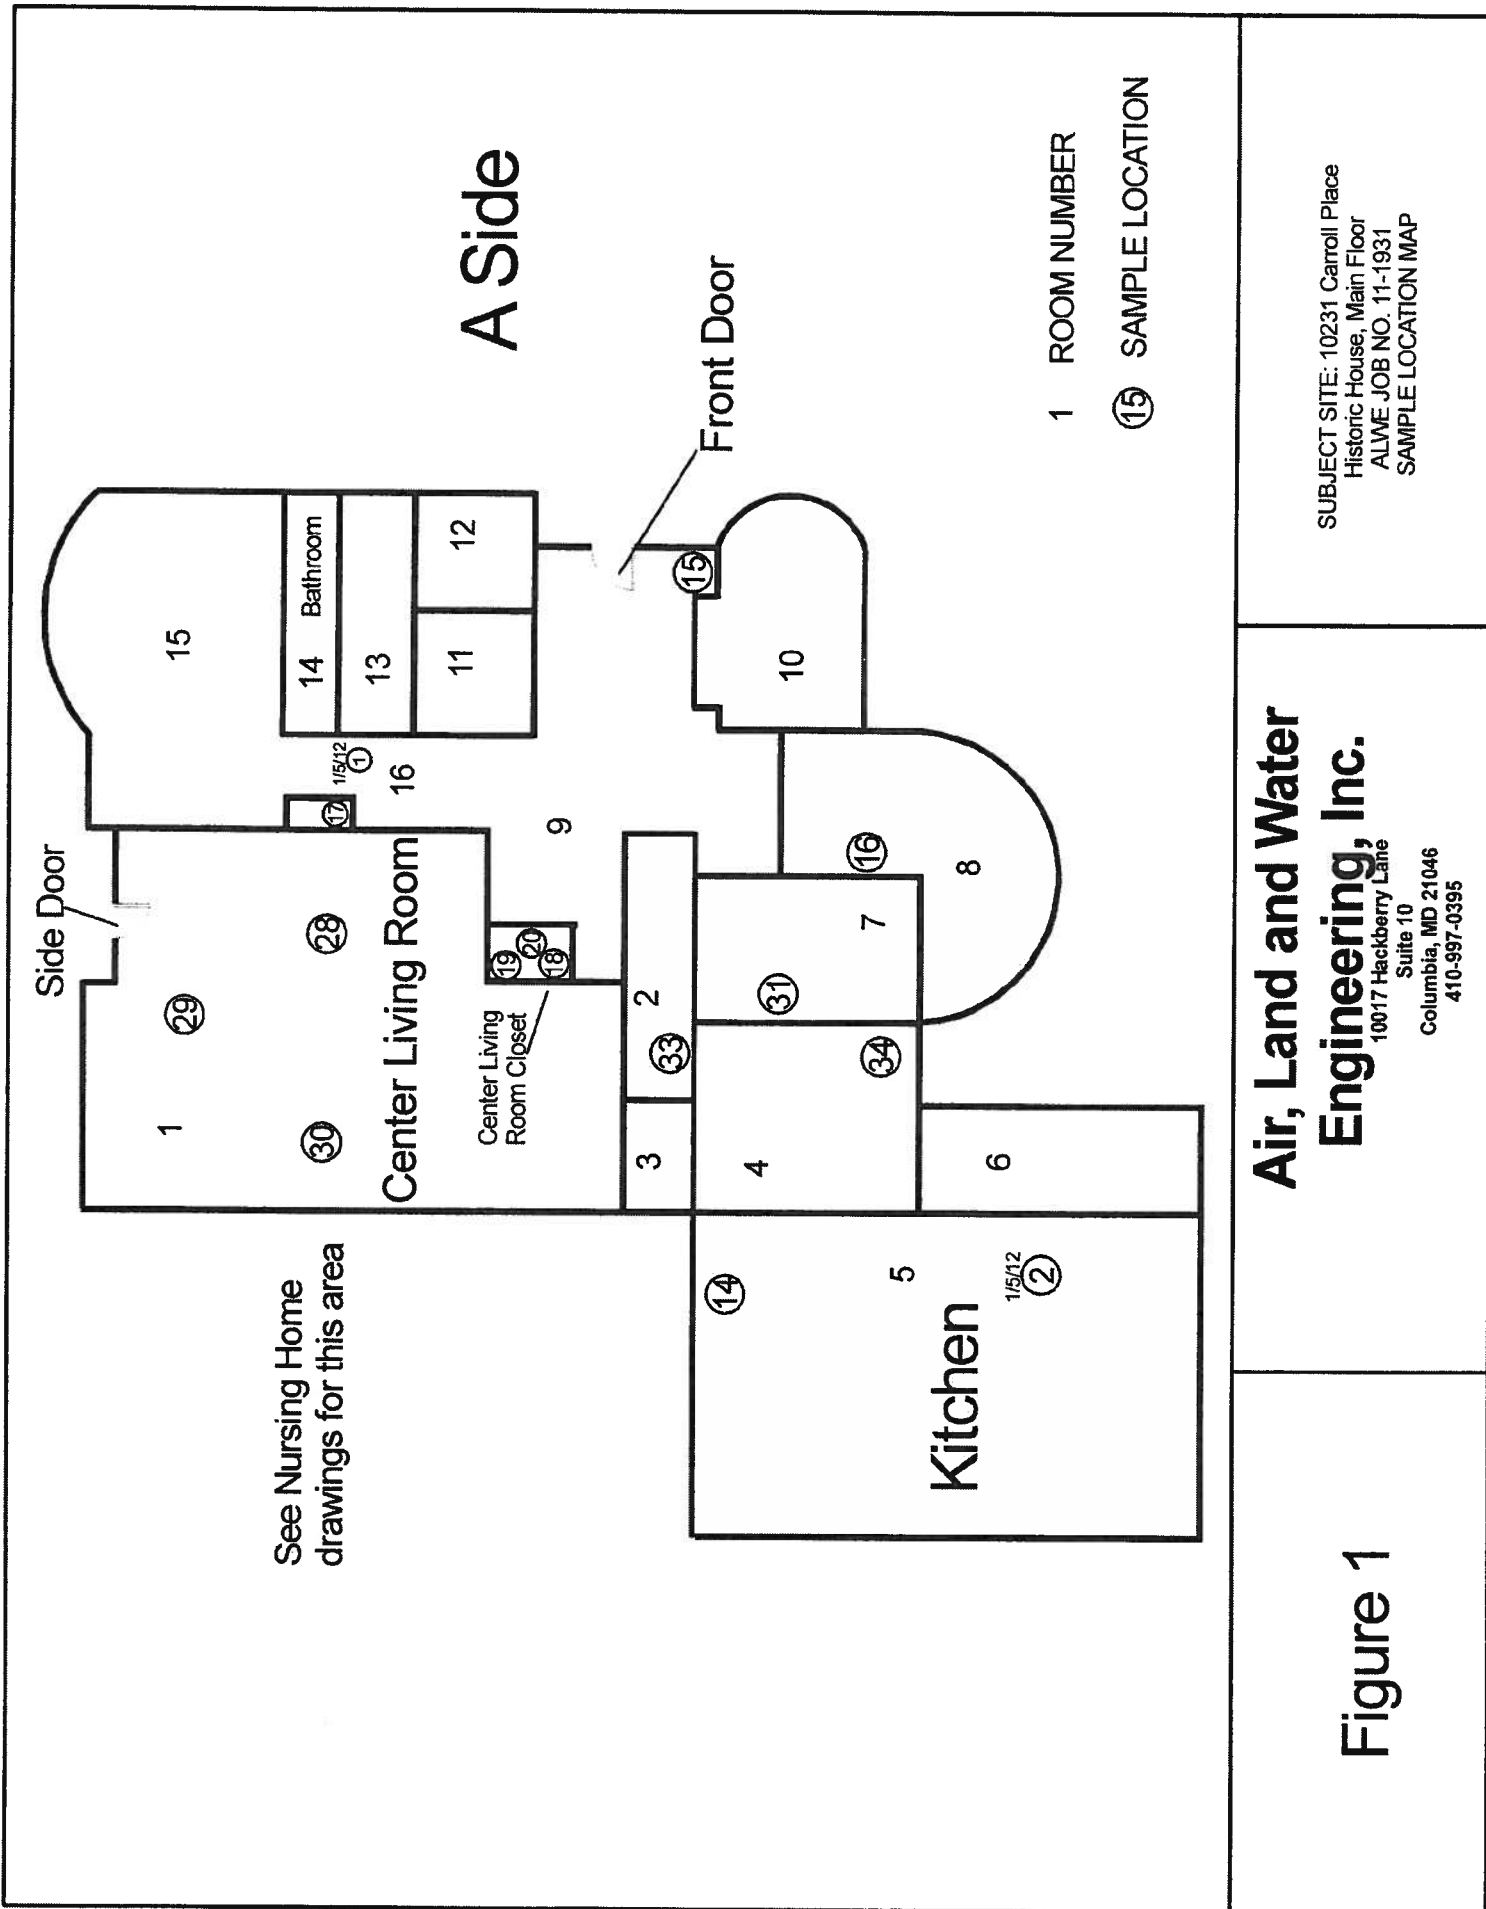 Side Door
15
14 Bathroom
13
11
12
A Side
1/5/12
1
16
17
9
Front Door
15
10
1
29
28
30
Center Living Room
19
20
18
Center Living
Room Closet
2
33
3
16
8
7
31
34
4
6
See Nursing Home
drawings for this area
14
5
1/5/12
2
Kitchen
1 ROOM NUMBER
15 SAMPLE LOCATION
Figure 1
Air, Land and Water
Engineering, Inc.
10017 Hackberry Lane
Suite 10
Columbia, MD 21046
410-997-0395
SUBJECT SITE: 10231 Carroll Place
Historic House, Main Floor
ALWE JOB NO. 11-1931
SAMPLE LOCATION MAP